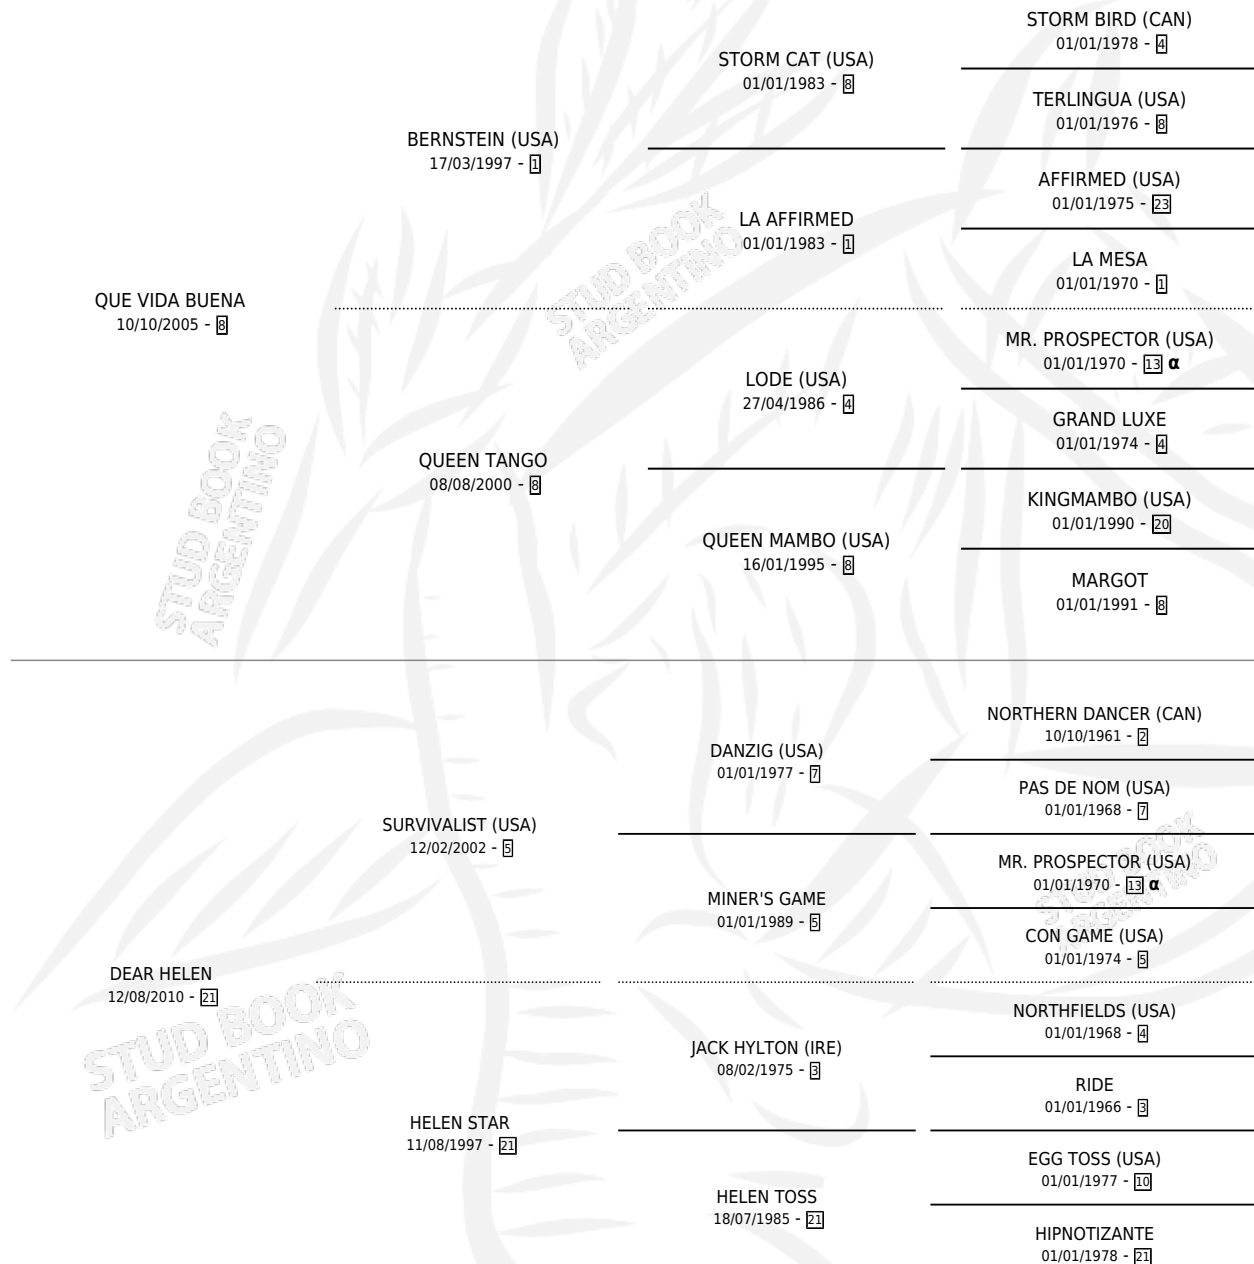 STORM BIRD (CAN)
01/01/1978 - 4
STORM CAT (USA)
01/01/1983 - 8
TERLINGUA (USA)
01/01/1976 - 8
BERNSTEIN (USA)
17/03/1997 - 1
AFFIRMED (USA)
01/01/1975 - 23
LA AFFIRMED
01/01/1983 - 1
LA MESA
01/01/1970 - 1
QUE VIDA BUENA
10/10/2005 - 8
MR. PROSPECTOR (USA)
01/01/1970 - 13 α
LODE (USA)
27/04/1986 - 4
GRAND LUXE
01/01/1974 - 4
QUEEN TANGO
08/08/2000 - 8
KINGMAMBO (USA)
01/01/1990 - 20
QUEEN MAMBO (USA)
16/01/1995 - 8
MARGOT
01/01/1991 - 8
NORTHERN DANCER (CAN)
10/10/1961 - 2
DANZIG (USA)
01/01/1977 - 7
PAS DE NOM (USA)
01/01/1968 - 7
SURVIVALIST (USA)
12/02/2002 - 5
MR. PROSPECTOR (USA)
01/01/1970 - 13 α
MINER'S GAME
01/01/1989 - 5
CON GAME (USA)
01/01/1974 - 5
DEAR HELEN
12/08/2010 - 21
NORTHFIELDS (USA)
01/01/1968 - 4
JACK HYLTON (IRE)
08/02/1975 - 3
RIDE
01/01/1966 - 3
HELEN STAR
11/08/1997 - 21
EGG TOSS (USA)
01/01/1977 - 10
HELEN TOSS
18/07/1985 - 21
HIPNOTIZANTE
01/01/1978 - 21
STUD BOOK
ARGENTINO
STUD BOOK
ARGENTINO
STUD BOOK
ARGENTINO
STUD BOOK
ARGENTINO